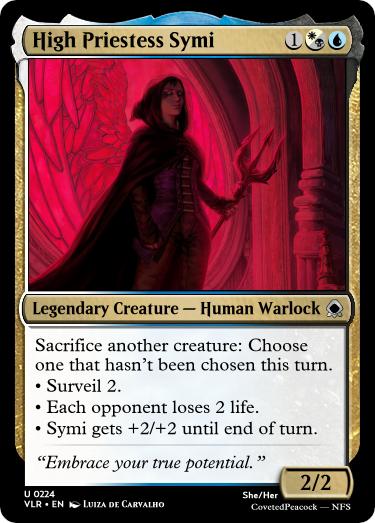 High Priestess Symi
1
Legendary Creature — Human Warlock
Sacrifice another creature: Choose
one that hasn't been chosen this turn.
• Surveil 2.
• Each opponent loses 2 life.
• Symi gets +2/+2 until end of turn.
“Embrace your true potential.”
2/2
U 0224
VLR • EN Luiza de Carvalho
She/Her
CovetedPeacock — NFS